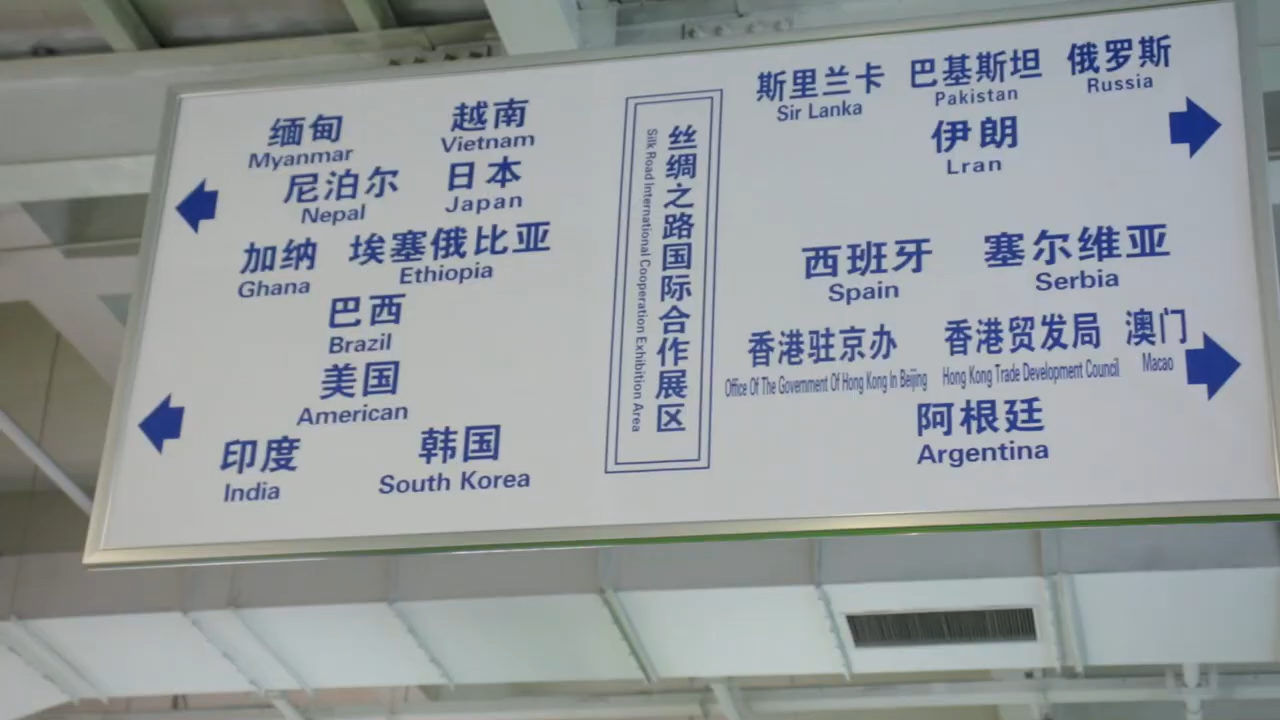 缅甸
Myanmar
越南
Vietnam
尼泊尔
Nepal
日本
Japan
加纳
Ghana
埃塞俄比亚
Ethiopia
巴西
Brazil
美国
American
印度
India
韩国
South Korea
丝绸之路国际合作展区
Silk Road International Cooperation Exhibition Area
斯里兰卡
Sir Lanka
巴基斯坦
Pakistan
俄罗斯
Russia
伊朗
Lran
西班牙
Spain
塞尔维亚
Serbia
香港驻京办
Office Of The Government Of Hong Kong In Beijing
香港贸发局
Hong Kong Trade Development Council
澳门
Macao
阿根廷
Argentina